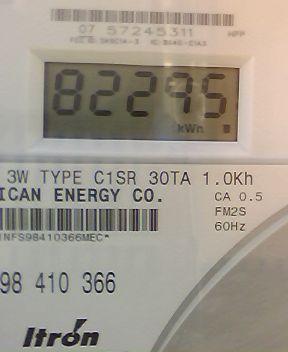 07 57245311
82295
kWh
3W TYPE C1SR 30TA 1.0Kh
ICAN ENERGY CO.
CA 0.5
FM2S
60Hz
INFS98410366MEC*
98 410 366
Itron